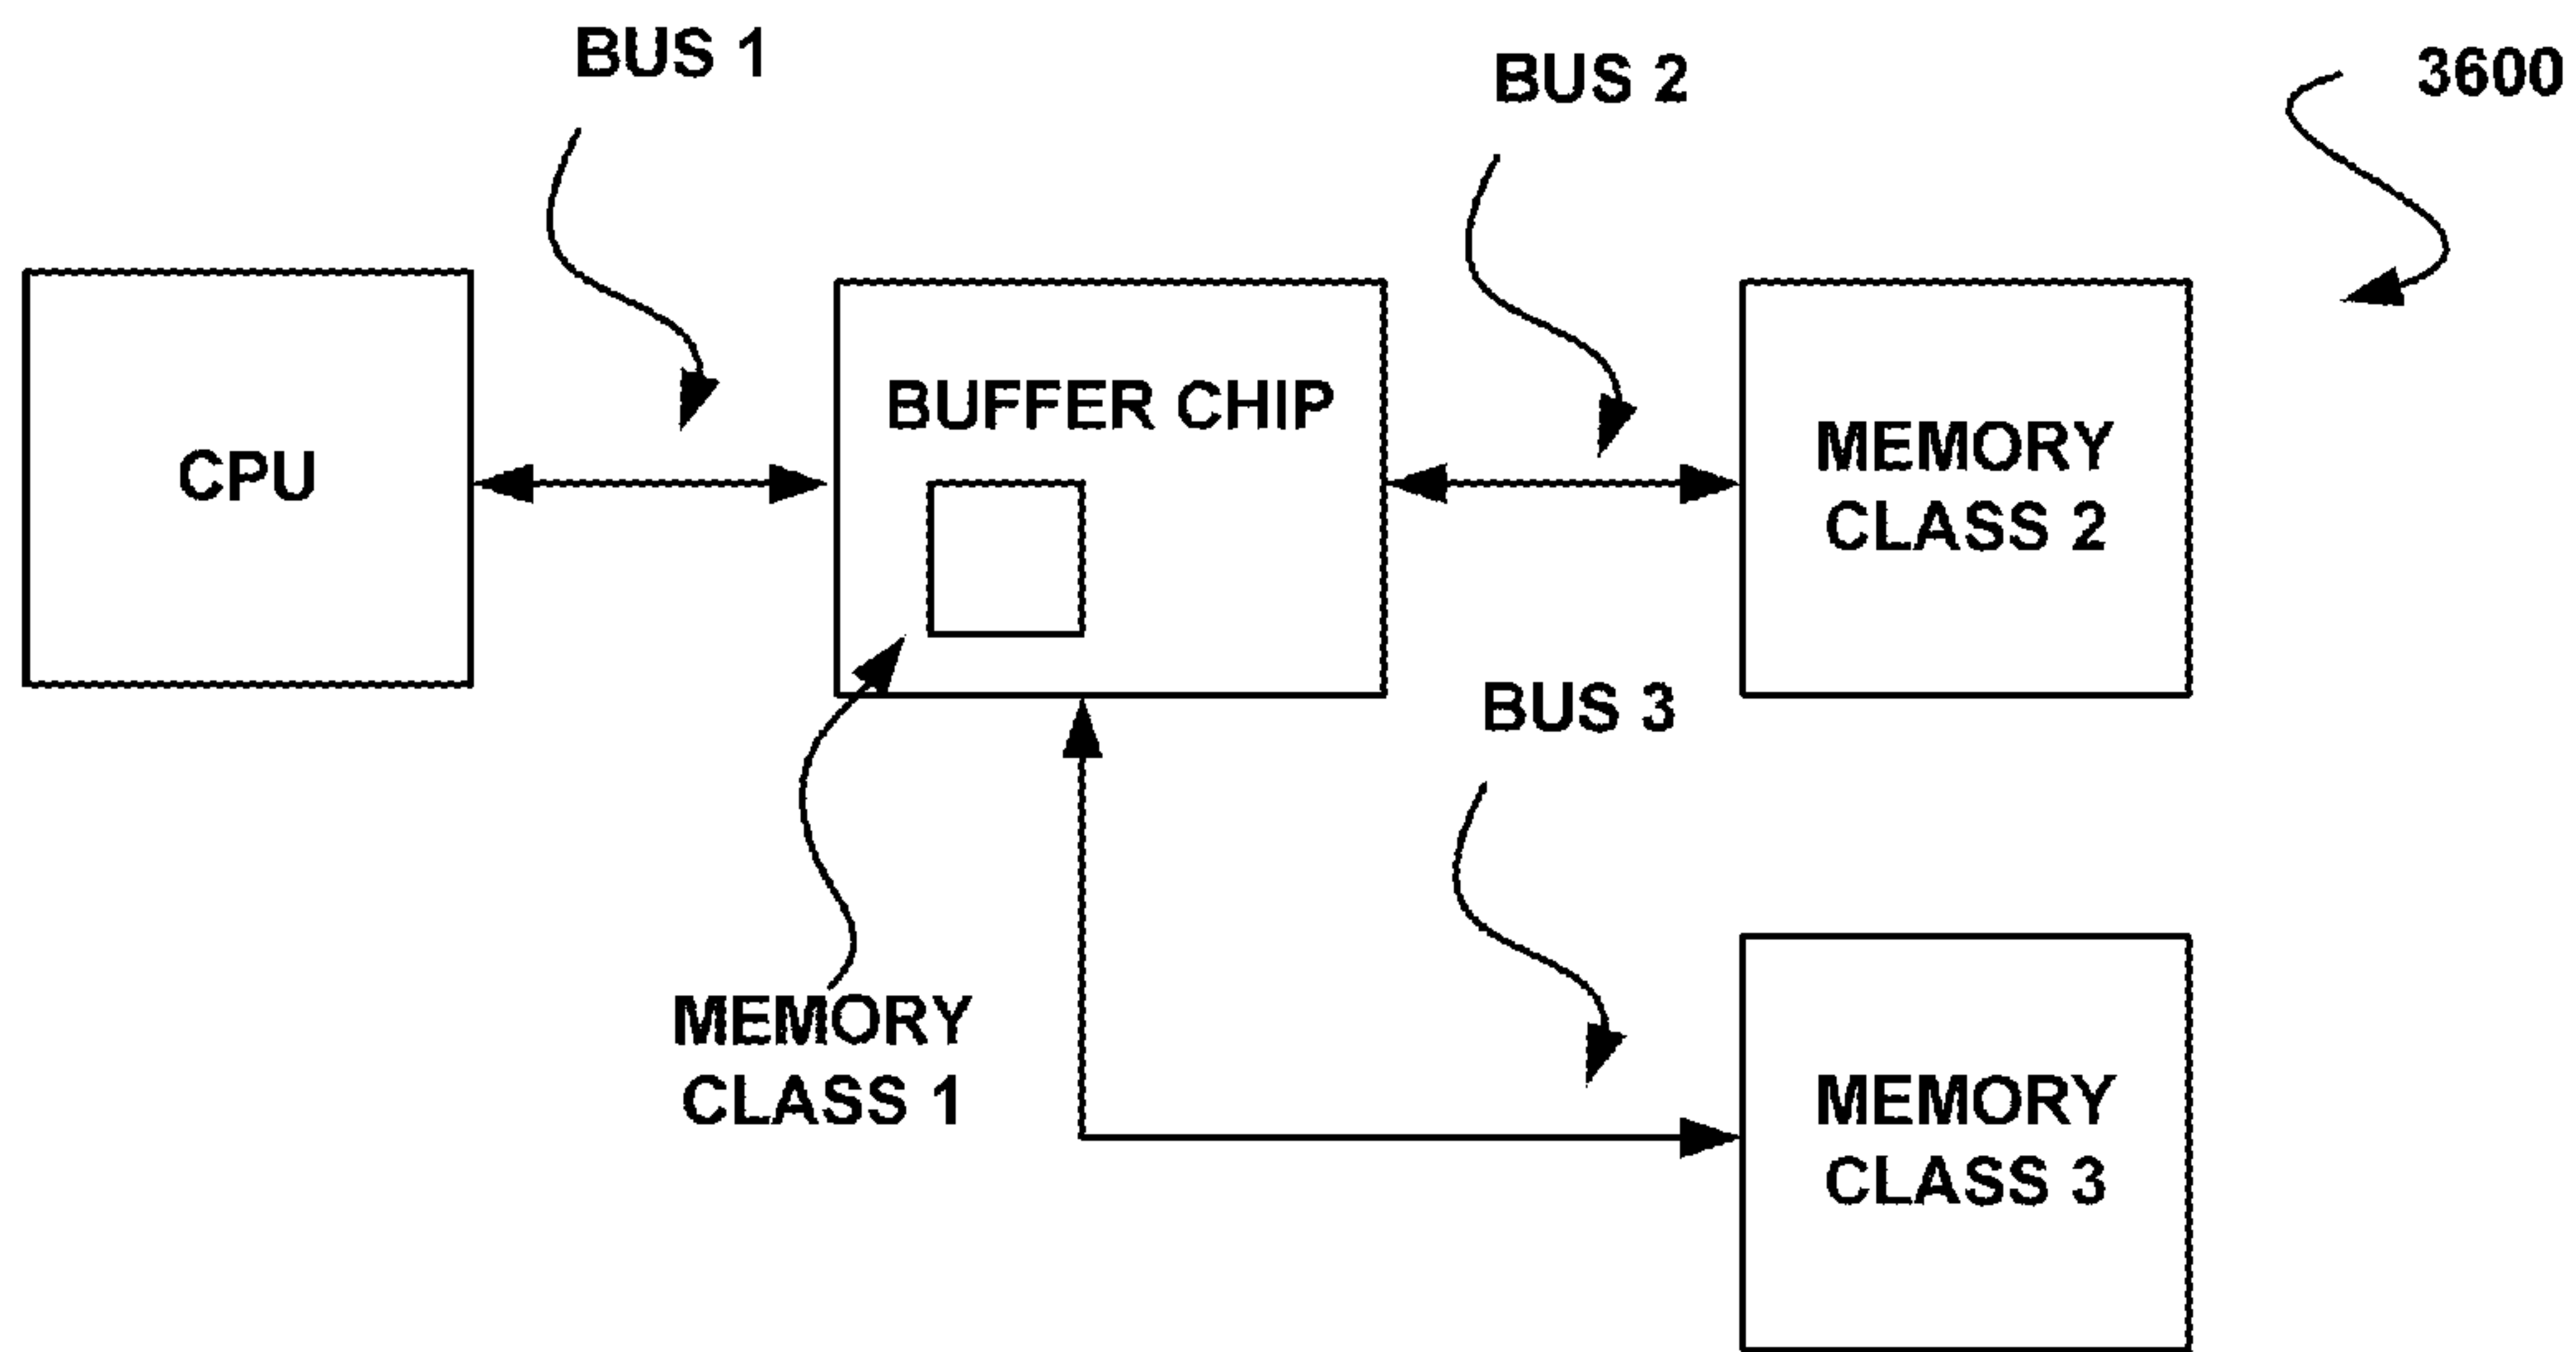 BUS 1
BUS 2
3600
CPU
BUFFER CHIP
MEMORY
CLASS 2
BUS 3
MEMORY
CLASS 1
MEMORY
CLASS 3